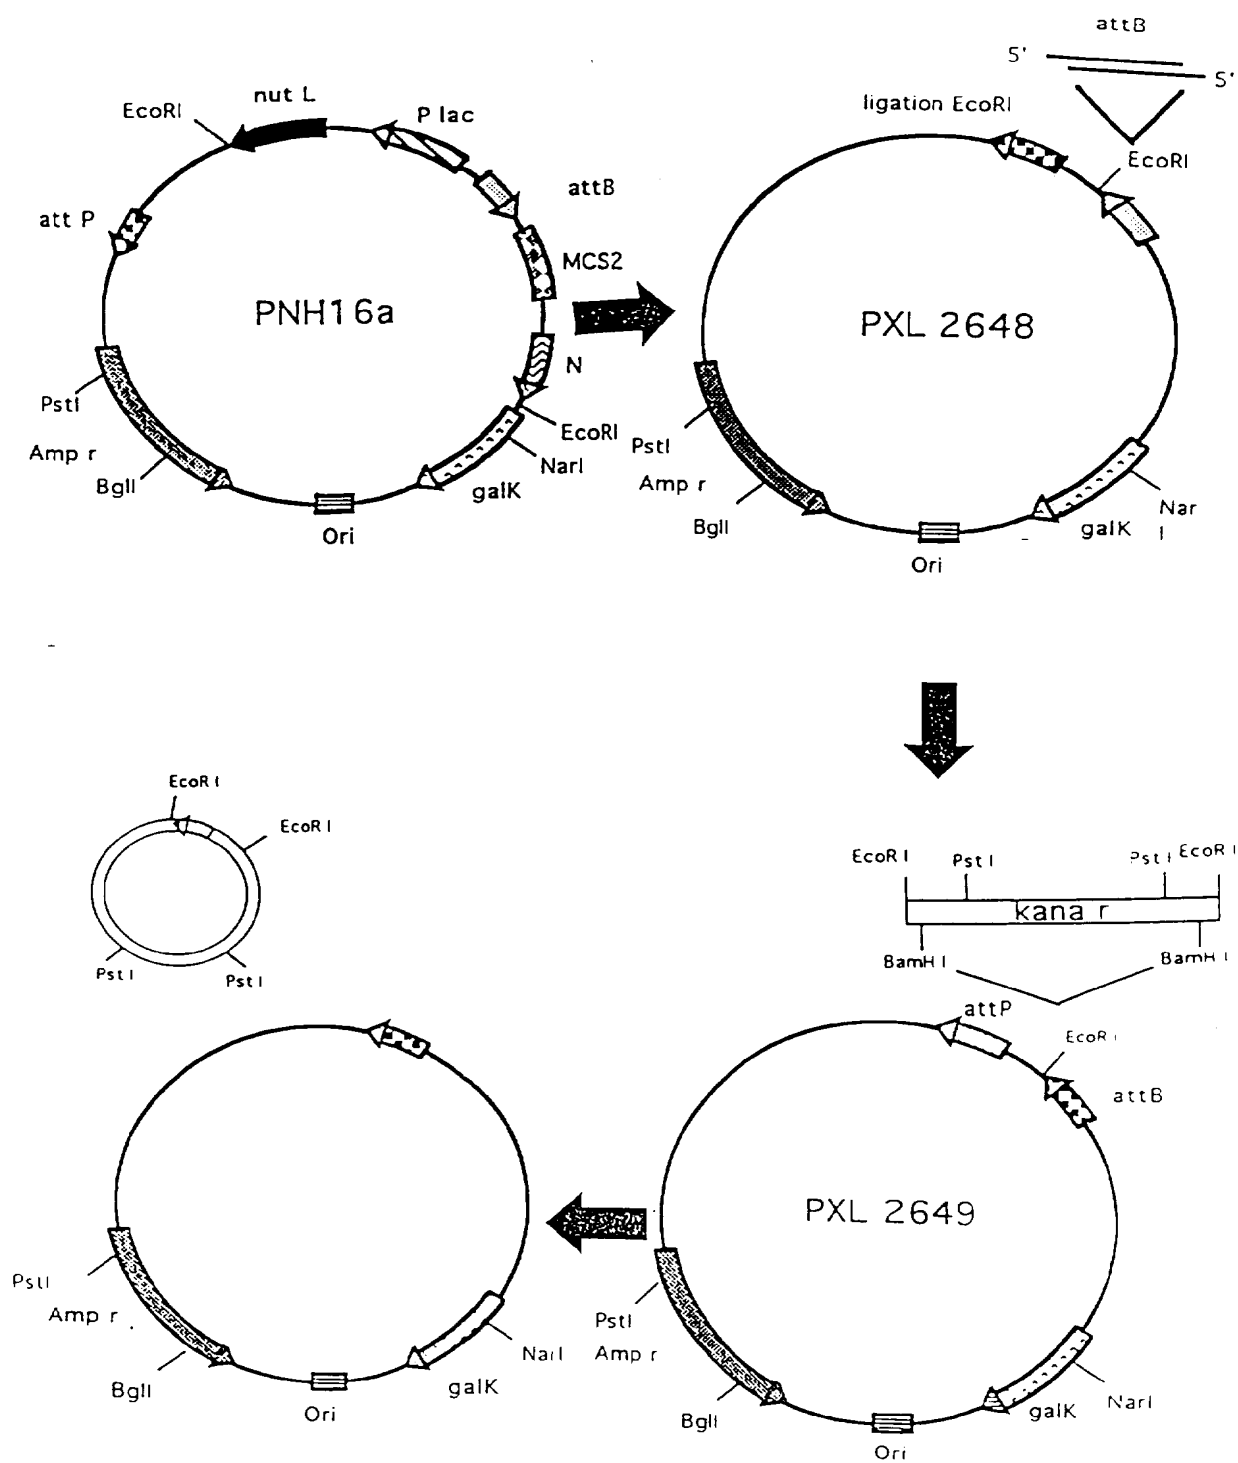 attB
5'
5'
ligation EcoRI
EcoRI
EcoRI
nut L
P lac
attB
att P
MCS2
PNH16a
N
PstI
Amp r
BglI
EcoRI
NarI
galK
Ori
PXL 2648
PstI
Amp r
BglI
Nar
I
galK
Ori
EcoR I
EcoR I
Pst I
Pst I
EcoR I
Pst I
Pst I
EcoR I
kana r
BamH I
BamH I
attP
EcoR I
attB
PXL 2649
PstI
Amp r
BglI
NarI
galK
Ori
PstI
Amp r
BglI
NarI
galK
Ori